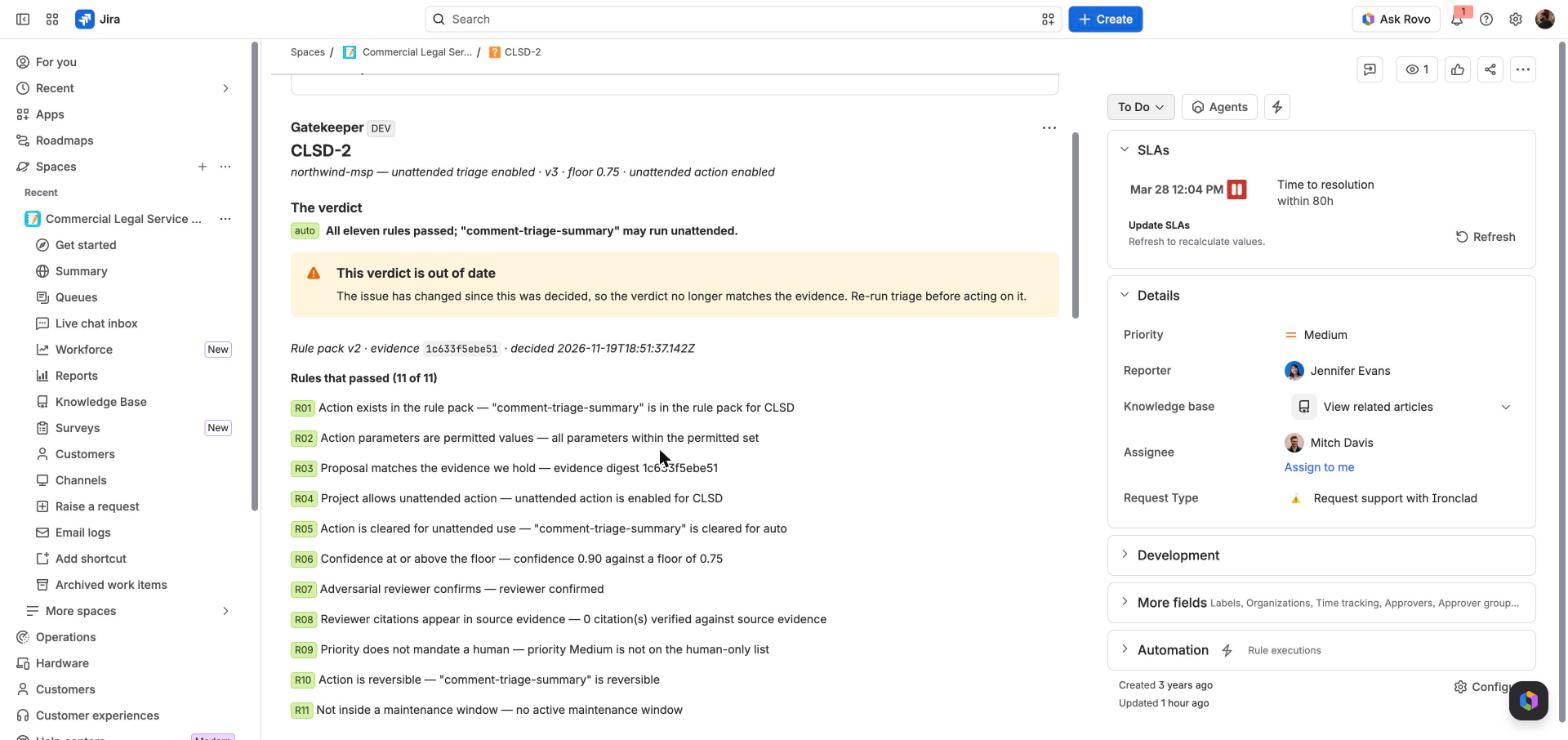 Jira
Search
Create
Ask Rovo
1
Spaces / Commercial Legal Ser... / CLSD-2
For you
Recent
Apps
Roadmaps
Spaces
Recent
Commercial Legal Service ...
Get started
Summary
Queues
Live chat inbox
Workforce New
Reports
Knowledge Base
Surveys New
Customers
Channels
Raise a request
Email logs
Add shortcut
Archived work items
More spaces
Operations
Hardware
Customers
Customer experiences
Gatekeeper DEV
CLSD-2
northwind-msp — unattended triage enabled · v3 · floor 0.75 · unattended action enabled
The verdict
auto All eleven rules passed; "comment-triage-summary" may run unattended.
This verdict is out of date
The issue has changed since this was decided, so the verdict no longer matches the evidence. Re-run triage before acting on it.
Rule pack v2 · evidence 1c633f5ebe51 · decided 2026-11-19T18:51:37.142Z
Rules that passed (11 of 11)
R01 Action exists in the rule pack — "comment-triage-summary" is in the rule pack for CLSD
R02 Action parameters are permitted values — all parameters within the permitted set
R03 Proposal matches the evidence we hold — evidence digest 1c633f5ebe51
R04 Project allows unattended action — unattended action is enabled for CLSD
R05 Action is cleared for unattended use — "comment-triage-summary" is cleared for auto
R06 Confidence at or above the floor — confidence 0.90 against a floor of 0.75
R07 Adversarial reviewer confirms — reviewer confirmed
R08 Reviewer citations appear in source evidence — 0 citation(s) verified against source evidence
R09 Priority does not mandate a human — priority Medium is not on the human-only list
R10 Action is reversible — "comment-triage-summary" is reversible
R11 Not inside a maintenance window — no active maintenance window
1
To Do
Agents
SLAs
Mar 28 12:04 PM
Time to resolution
within 80h
Update SLAs
Refresh to recalculate values.
Refresh
Details
Priority Medium
Reporter Jennifer Evans
Knowledge base View related articles
Assignee Mitch Davis
Assign to me
Request Type Request support with Ironclad
Development
More fields Labels, Organizations, Time tracking, Approvers, Approver group...
Automation Rule executions
Created 3 years ago
Updated 1 hour ago